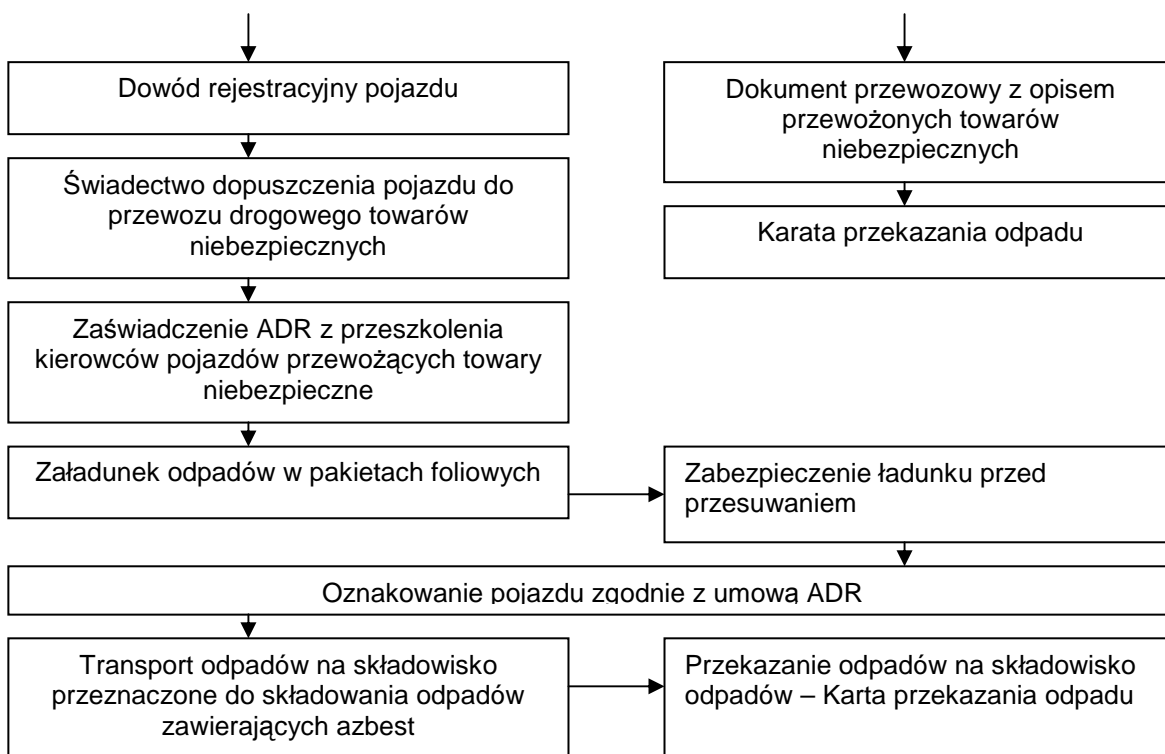 Dowód rejestracyjny pojazdu
Dokument przewozowy z opisem
przewożonych towarów
niebezpiecznych
Świadectwo dopuszczenia pojazdu do
przewozu drogowego towarów
niebezpiecznych
Karata przekazania odpadu
Zaświadczenie ADR z przeszkolenia
kierowców pojazdów przewożących towary
niebezpieczne
Załadunek odpadów w pakietach foliowych
Zabezpieczenie ładunku przed
przesuwaniem
Oznakowanie pojazdu zgodnie z umową ADR
Transport odpadów na składowisko
przeznaczone do składowania odpadów
zawierających azbest
Przekazanie odpadów na składowisko
odpadów – Karta przekazania odpadu